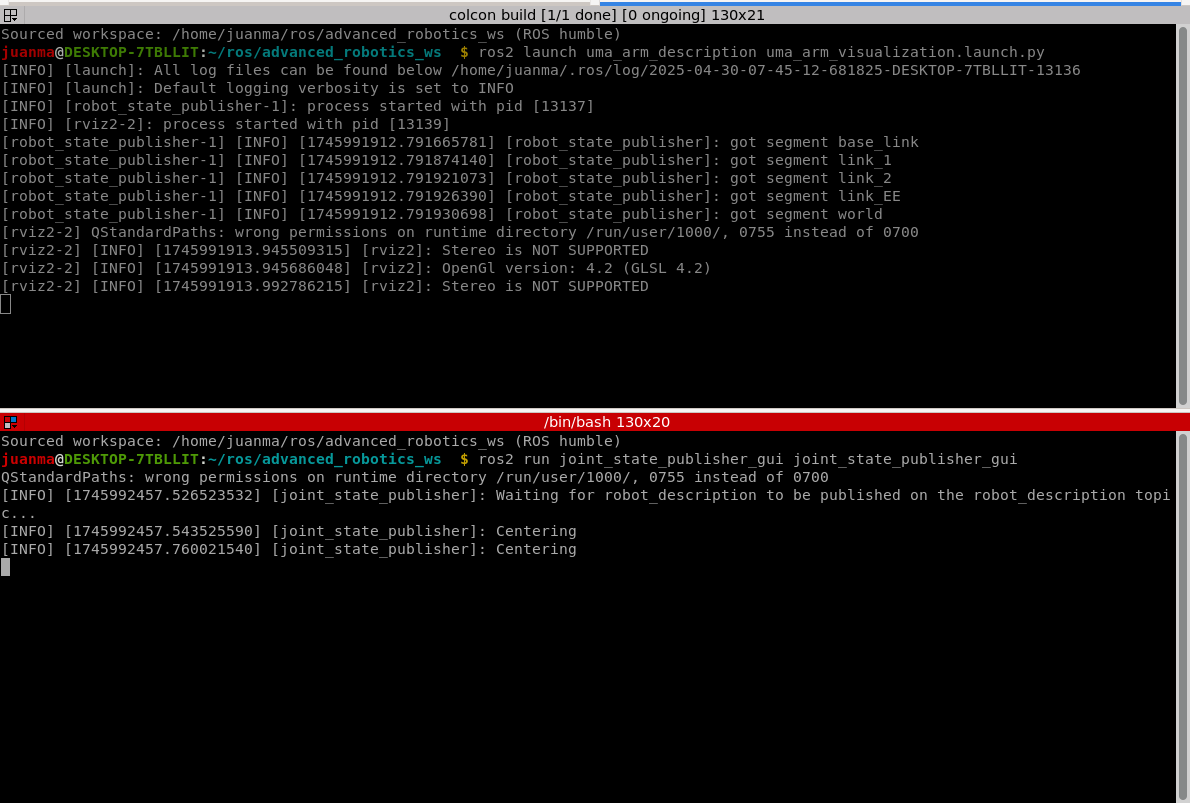 colcon build [1/1 done] [0 ongoing] 130x21
Sourced workspace: /home/juanma/ros/advanced_robotics_ws (ROS humble)
juanma@DESKTOP-7TBLLIT:~/ros/advanced_robotics_ws  $ ros2 launch uma_arm_description uma_arm_visualization.launch.py
[INFO] [launch]: All log files can be found below /home/juanma/.ros/log/2025-04-30-07-45-12-681825-DESKTOP-7TBLLIT-13136
[INFO] [launch]: Default logging verbosity is set to INFO
[INFO] [robot_state_publisher-1]: process started with pid [13137]
[INFO] [rviz2-2]: process started with pid [13139]
[robot_state_publisher-1] [INFO] [1745991912.791665781] [robot_state_publisher]: got segment base_link
[robot_state_publisher-1] [INFO] [1745991912.791874140] [robot_state_publisher]: got segment link_1
[robot_state_publisher-1] [INFO] [1745991912.791921073] [robot_state_publisher]: got segment link_2
[robot_state_publisher-1] [INFO] [1745991912.791926390] [robot_state_publisher]: got segment link_EE
[robot_state_publisher-1] [INFO] [1745991912.791930698] [robot_state_publisher]: got segment world
[rviz2-2] QStandardPaths: wrong permissions on runtime directory /run/user/1000/, 0755 instead of 0700
[rviz2-2] [INFO] [1745991913.945509315] [rviz2]: Stereo is NOT SUPPORTED
[rviz2-2] [INFO] [1745991913.945686048] [rviz2]: OpenGl version: 4.2 (GLSL 4.2)
[rviz2-2] [INFO] [1745991913.992786215] [rviz2]: Stereo is NOT SUPPORTED
/bin/bash 130x20
Sourced workspace: /home/juanma/ros/advanced_robotics_ws (ROS humble)
juanma@DESKTOP-7TBLLIT:~/ros/advanced_robotics_ws  $ ros2 run joint_state_publisher_gui joint_state_publisher_gui
QStandardPaths: wrong permissions on runtime directory /run/user/1000/, 0755 instead of 0700
[INFO] [1745992457.526523532] [joint_state_publisher]: Waiting for robot_description to be published on the robot_description topi
c...
[INFO] [1745992457.543525590] [joint_state_publisher]: Centering
[INFO] [1745992457.760021540] [joint_state_publisher]: Centering